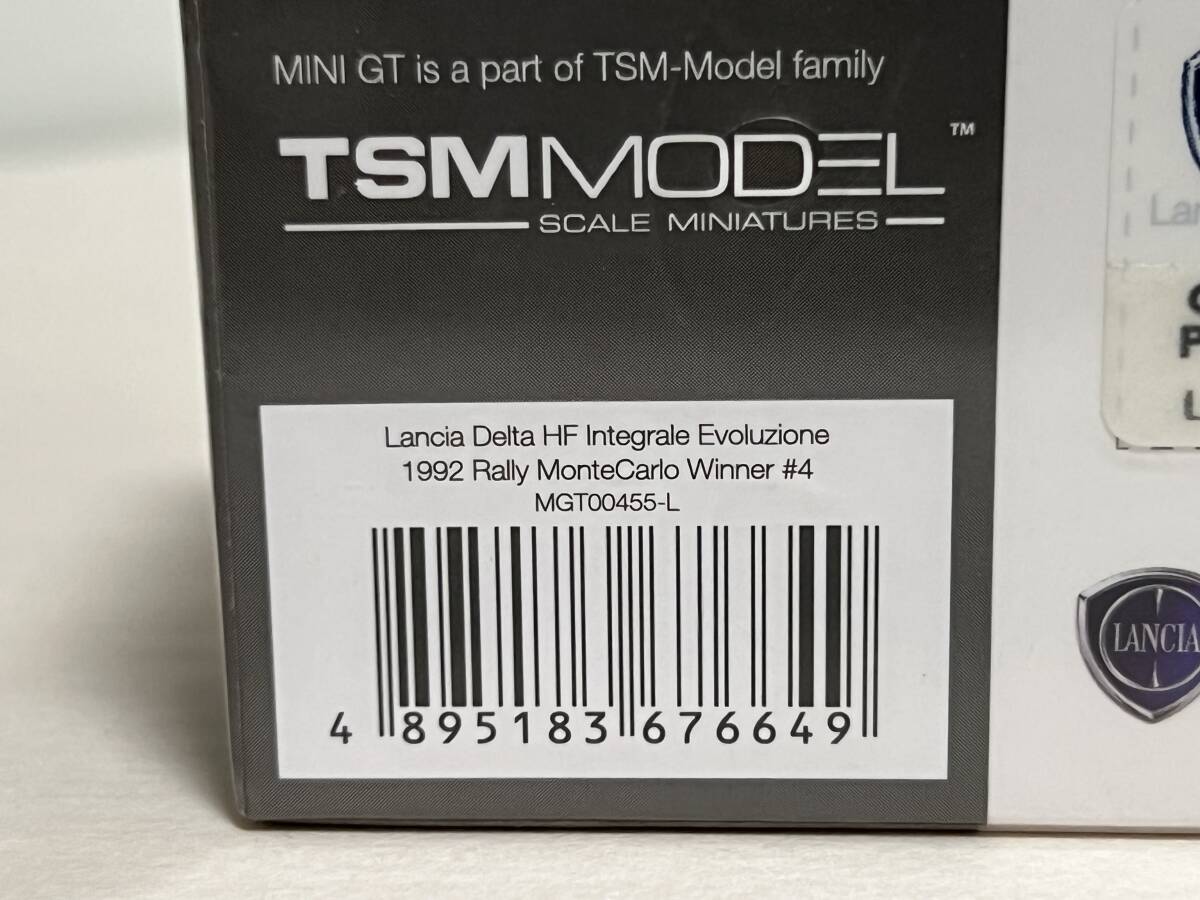 MINI GT is a part of TSM-Model family
TSMMODEL™
SCALE MINIATURES
Lancia Delta HF Integrale Evoluzione
1992 Rally MonteCarlo Winner #4
MGT00455-L
4 895183 676649
LANCIA